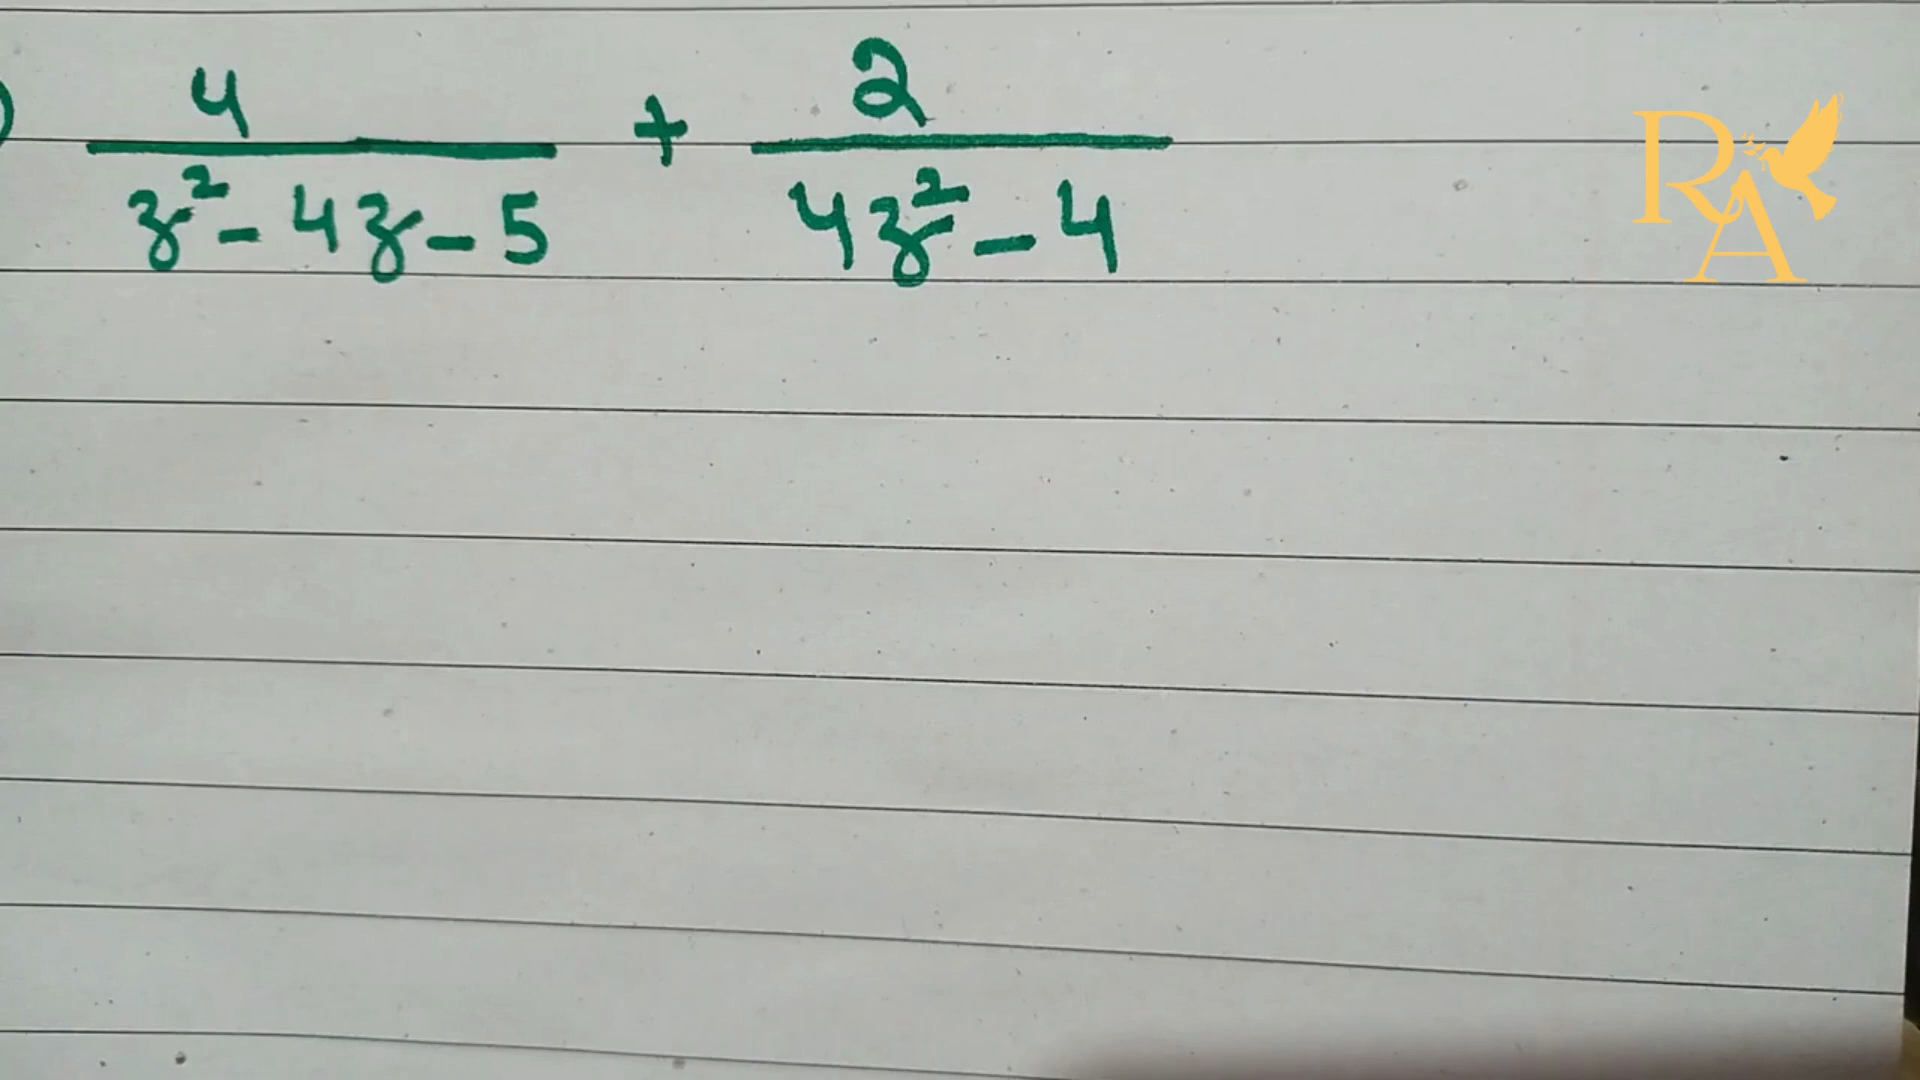 ) 4/(z² - 4z - 5) + 2/(4z² - 4)
RA